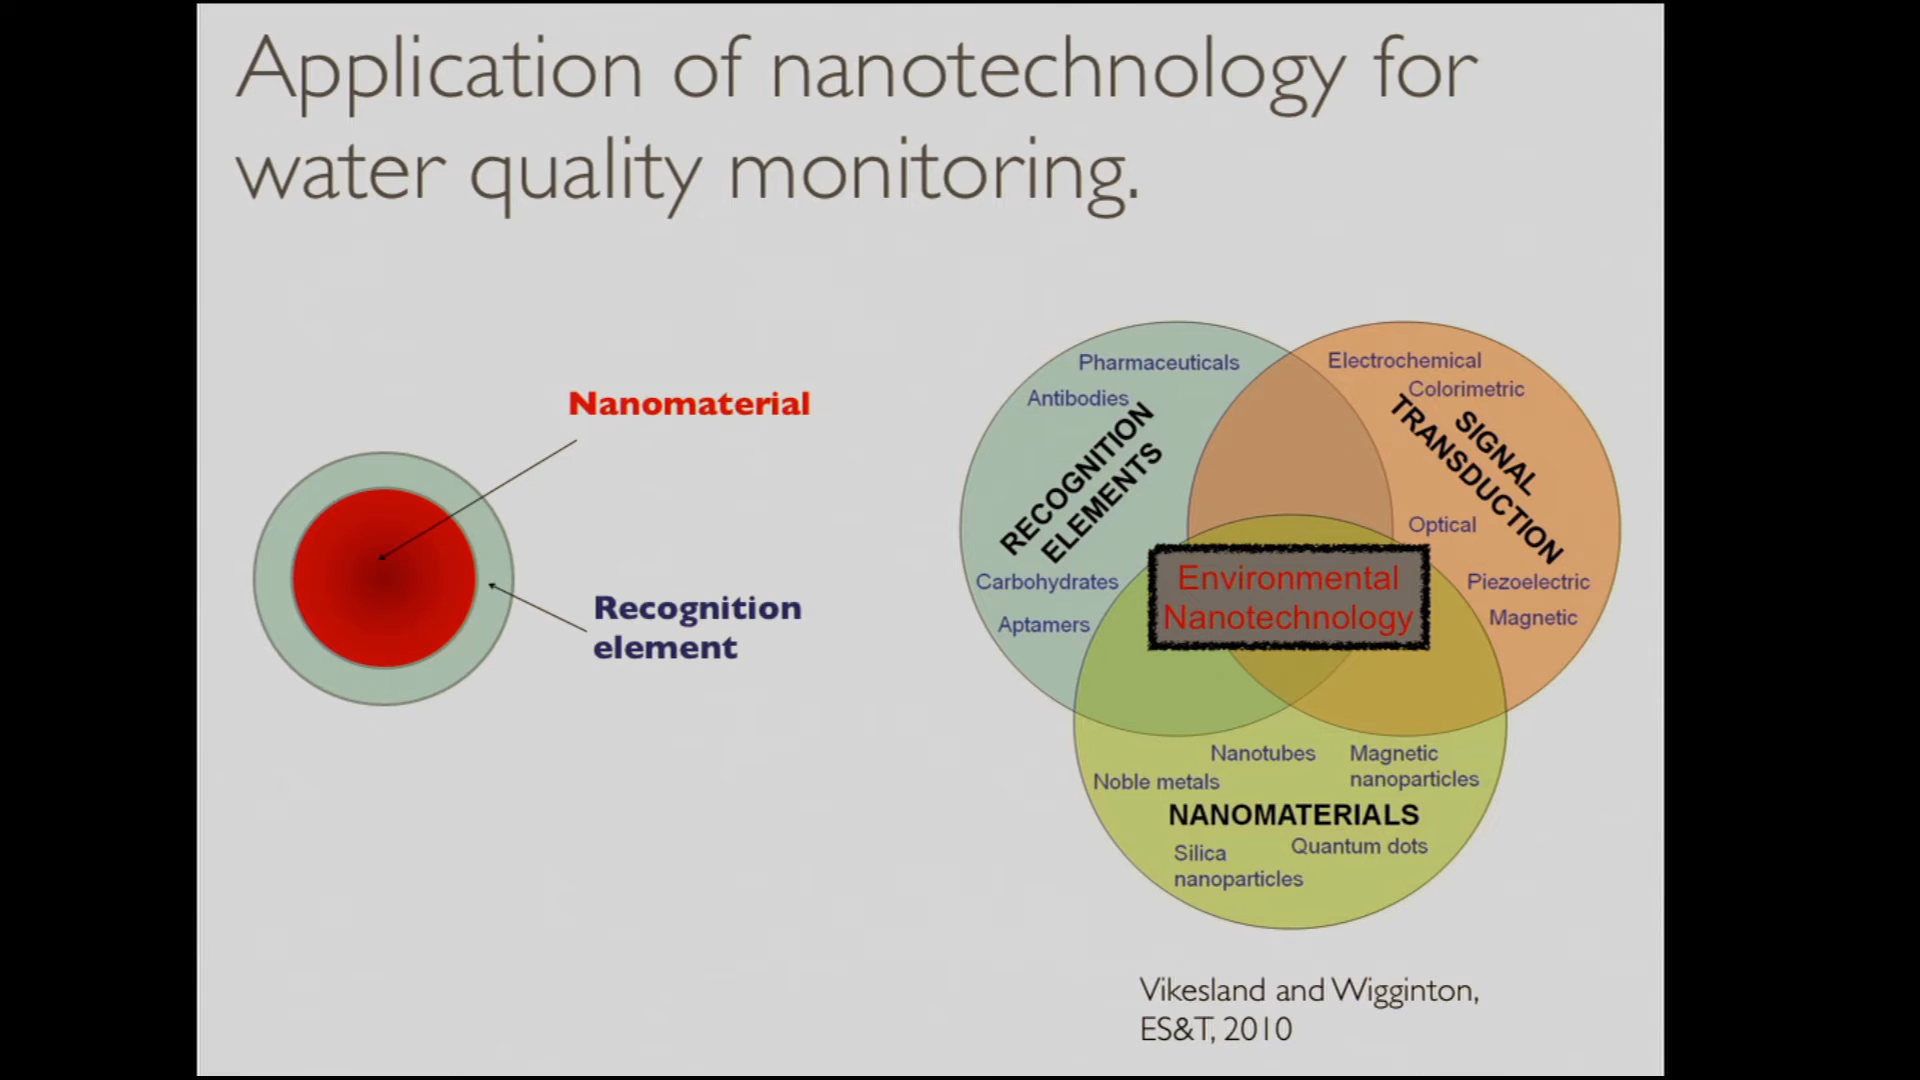 Application of nanotechnology for
water quality monitoring.
Nanomaterial
Recognition
element
Pharmaceuticals
Antibodies
RECOGNITION
ELEMENTS
Carbohydrates
Aptamers
Electrochemical
Colorimetric
SIGNAL
TRANSDUCTION
Optical
Piezoelectric
Magnetic
Environmental
Nanotechnology
Nanotubes
Magnetic
nanoparticles
Noble metals
NANOMATERIALS
Quantum dots
Silica
nanoparticles
Vikesland and Wigginton,
ES&T, 2010